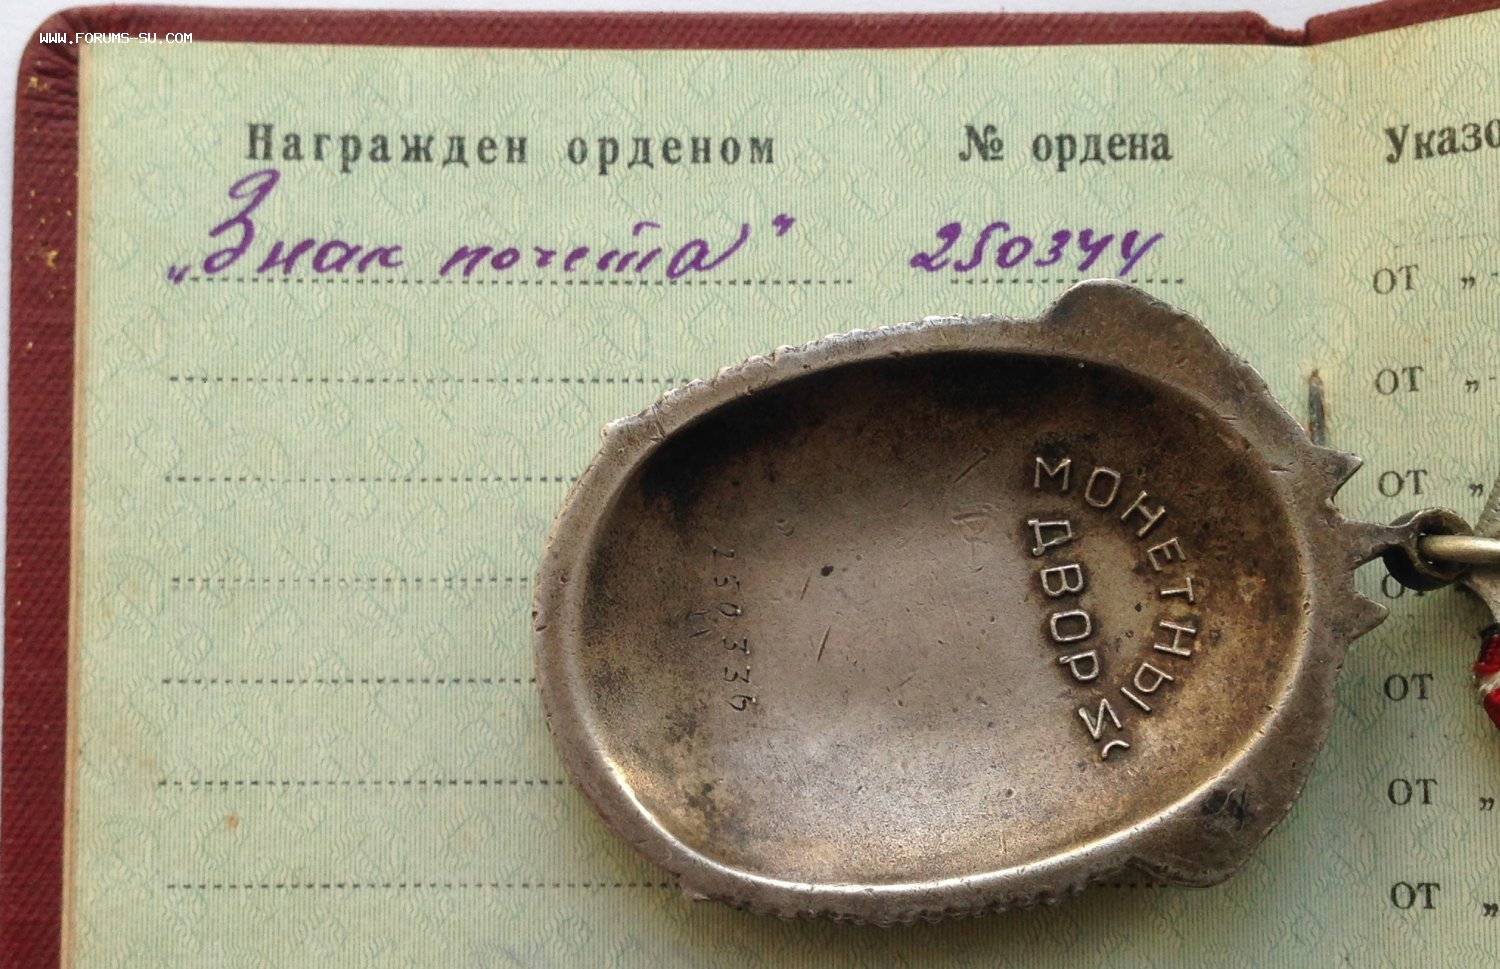 WWW.FORUMS-SU.COM
Награжден орденом № ордена Указо
„Знак почета" 250344 от „
от „
от „
от
от
от „
от „
МОНЕТНЫЙ
ДВОР
250336